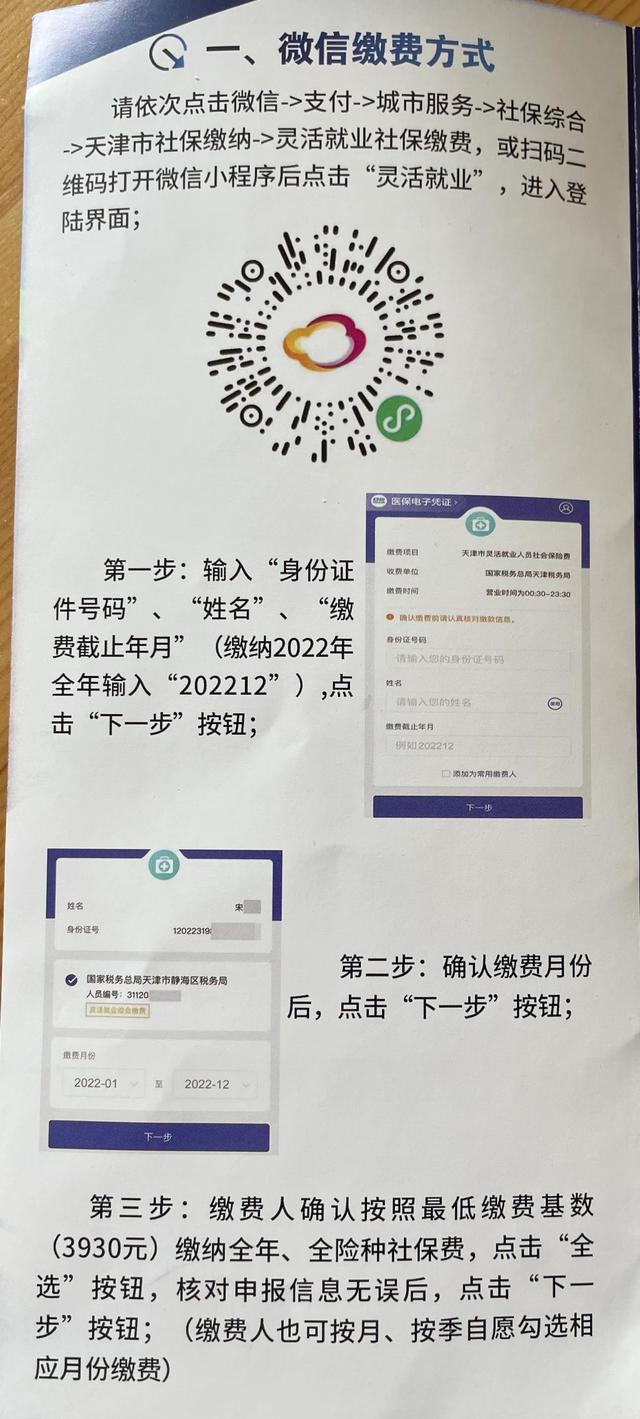 一、微信缴费方式
请依次点击微信->支付->城市服务->社保综合
->天津市社保缴纳->灵活就业社保缴费，或扫码二
维码打开微信小程序后点击“灵活就业”，进入登
陆界面；
第一步：输入“身份证
件号码”、“姓名”、“缴
费截止年月”（缴纳2022年
全年输入“202212”）,点
击“下一步”按钮；
医保电子凭证
缴费项目 天津市灵活就业人员社会保险费
收费单位 国家税务总局天津税务局
缴费时间 营业时间为00:30-23:30
确认缴费前请认真核对缴款信息。
身份证号码
请输入您的身份证号码
姓名
请输入您的姓名
缴费截止年月
例如202212
添加为常用缴费人
下一步
姓名 宋
身份证号 12022319
国家税务总局天津市静海区税务局
人员编号：31120
灵活就业综合缴费
缴费月份
2022-01 至 2022-12
下一步
第二步：确认缴费月份
后，点击“下一步”按钮；
第三步：缴费人确认按照最低缴费基数
（3930元）缴纳全年、全险种社保费，点击“全
选”按钮，核对申报信息无误后，点击“下一
步”按钮；（缴费人也可按月、按季自愿勾选相
应月份缴费）